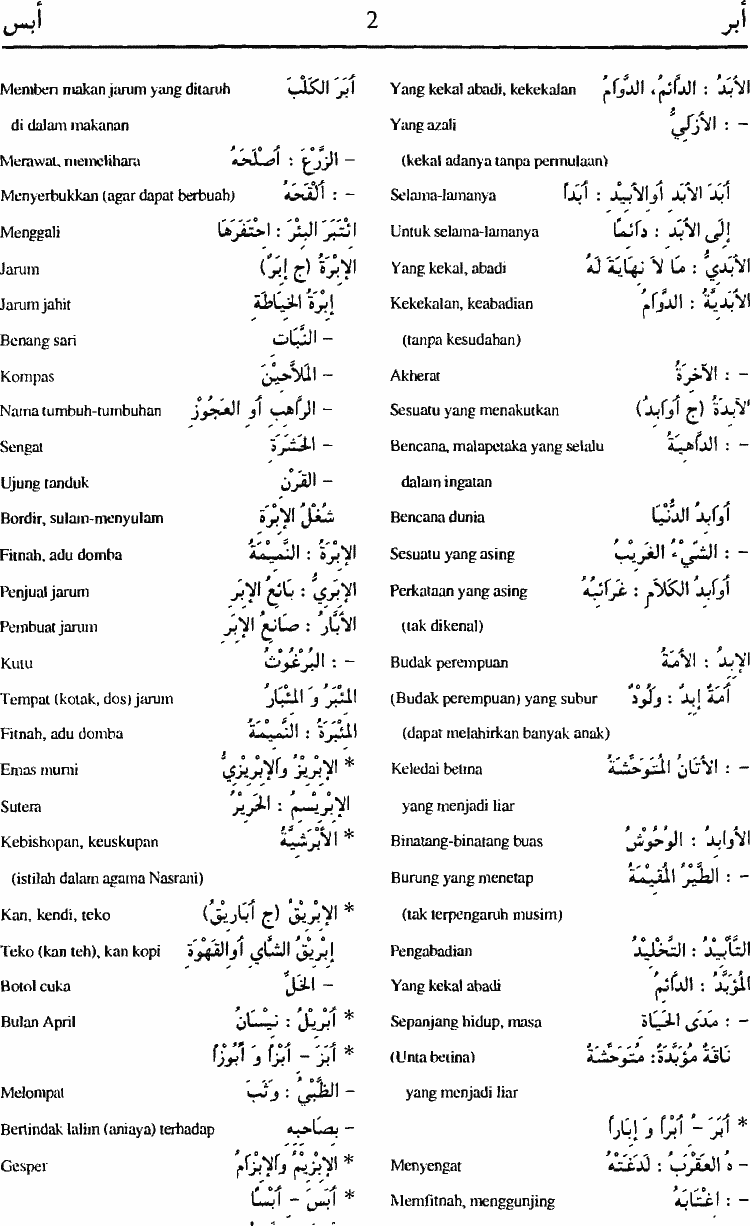 أبس 2 أبر
Yang kekal abadi, kekekalan الأَبَدُ : الدَّائِمُ، الدَّوَامُ
Yang azali – : الأَزَلِيُّ
(kekal adanya tanpa permulaan)
Selama-lamanya أَبَدَ الأَبَدِ أَوالأَبِيْدِ : أَبَداً
Untuk selama-lamanya إِلَى الأَبَدِ : دَائِمًا
Yang kekal, abadi الأَبَدِيُّ : مَا لاَ نِهَايَةَ لَهُ
Kekekalan, keabadian الأَبَدِيَّةُ : الدَّوَامُ
(tanpa kesudahan)
Akherat – : الآخِرَةُ
Sesuatu yang menakutkan الآبِدَةُ (ج أَوَابِدُ)
Bencana, malapetaka yang selalu – : الدَّاهِيَةُ
dalam ingatan
Bencana dunia أَوَابِدُ الدُّنْيَا
Sesuatu yang asing – : الشَّيْءُ الغَرِيْبُ
Perkataan yang asing أَوَابِدُ الكَلاَمِ : غَرَائِبُهُ
(tak dikenal)
Budak perempuan الإِبِدُ : الأَمَةُ
(Budak perempuan) yang subur أَمَةٌ إِبِدٌ : وَلُوْدٌ
(dapat melahirkan banyak anak)
Keledai betina – : الأَتَانُ المُتَوَحِّشَةُ
yang menjadi liar
Binatang-binatang buas الأَوابِدُ : الوُحُوْشُ
Burung yang menetap – : الطَّيْرُ المُقِيْمَةُ
(tak terpengaruh musim)
Pengabadian التَّأْبِيْدُ : التَّخْلِيْدُ
Yang kekal abadi المُؤَبَّدُ : الدَّائِمُ
Sepanjang hidup, masa – : مَدَى الحَيَاةِ
(Unta betina) نَاقَةٌ مُؤَبَّدَةٌ: مُتَوَحِّشَةٌ
yang menjadi liar
* أَبَرَ – أَبْراً وَ إِبَاراً
Menyengat – هُ العَقْرَبُ : لَدَغَتْهُ
Memfitnah, menggunjing – : اغْتَابَهُ
Memberi makan jarum yang ditaruh أَبَرَ الكَلْبَ
di dalam makanan
Merawat, memelihara – الزَّرْعَ : أَصْلَحَهُ
Menyerbukkan (agar dapat berbuah) – : أَلْقَحَهُ
Menggali ائْتَبَرَ البِئْرَ : احْتَفَرَهَا
Jarum الإِبْرَةُ (ج إِبَرٌ)
Jarum jahit إِبْرَةُ الخِيَاطَةِ
Benang sari – النَّبَاتِ
Kompas – المَلاَّحِيْنَ
Nama tumbuh-tumbuhan – الرَّاهِبِ أَوِ العَجُوْزِ
Sengat – الحَشَرَةِ
Ujung tanduk – القَرْنِ
Bordir, sulam-menyulam شُغْلُ الإِبْرَةِ
Fitnah, adu domba الإِبْرَةُ : النَّمِيْمَةُ
Penjual jarum الإِبَرِيُّ : بَائِعُ الإِبَرِ
Pembuat jarum الأَبَّارُ : صَانِعُ الإِبَرِ
Kutu – : البُرْغُوْثُ
Tempat (kotak, dos) jarum المِئْبَرُ وَ المِئْبَارُ
Fitnah, adu domba المِئْبَرَةُ : النَّمِيْمَةُ
Emas murni * الإِبْرِيْزُ وَالإِبْرِيْزِيُّ
Sutera الإِبْرِيْسِمُ : الحَرِيْرُ
Kebishopan, keuskupan * الأَبْرَشِيَّةُ
(istilah dalam agama Nasrani)
Kan, kendi, teko * الإِبْرِيْقُ (ج أَبَارِيْقُ)
Teko (kan teh), kan kopi إِبْرِيْقُ الشَّايِ أَوالقَهْوَةِ
Botol cuka – الخَلِّ
Bulan April * أَبْرِيْلُ : نِيْسَانُ
* أَبَزَ – أَبْزاً وَ أُبُوْزاً
Melompat – الظَّبْيُ : وَثَبَ
Bertindak lalim (aniaya) terhadap – بِصَاحِبِهِ
Gesper * الإِبْزِيْمُ وَالإِبْزَامُ
* أَبَسَ – أَبْسًا